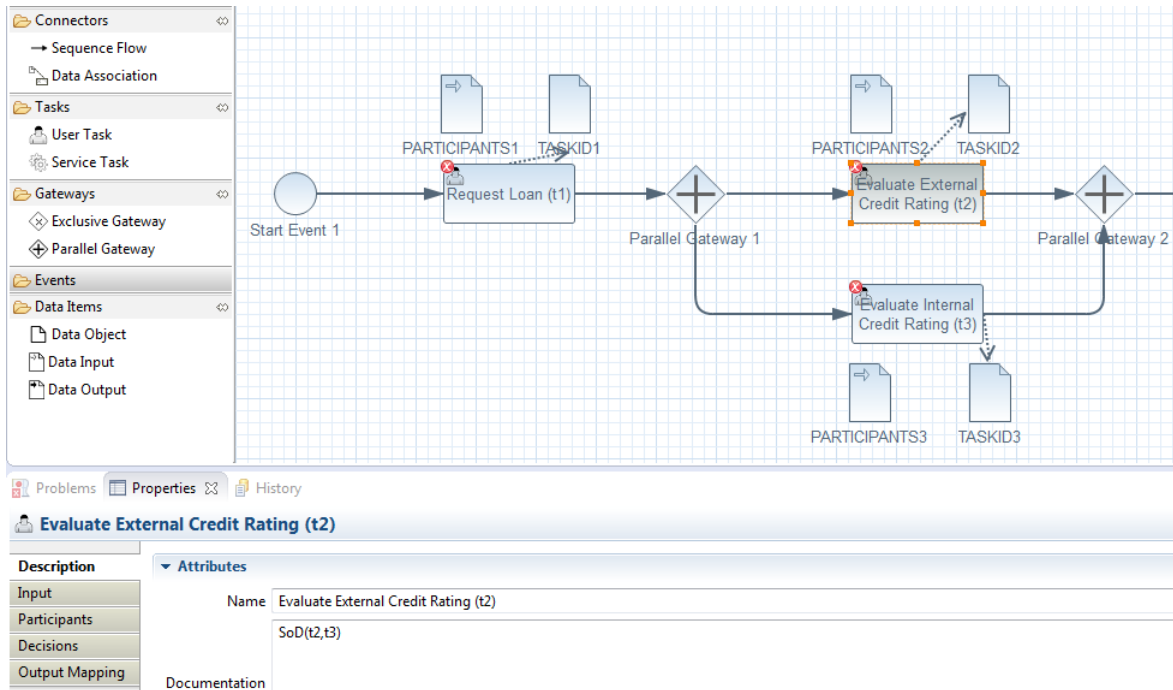 Connectors
Sequence Flow
Data Association
Tasks
User Task
Service Task
Gateways
Exclusive Gateway
Parallel Gateway
Events
Data Items
Data Object
Data Input
Data Output
PARTICIPANTS1
TASKID1
PARTICIPANTS2
TASKID2
Start Event 1
Request Loan (t1)
Parallel Gateway 1
Evaluate External
Credit Rating (t2)
Parallel Gateway 2
Evaluate Internal
Credit Rating (t3)
PARTICIPANTS3
TASKID3
Problems
Properties
History
Evaluate External Credit Rating (t2)
Description
Input
Participants
Decisions
Output Mapping
Attributes
Name
Evaluate External Credit Rating (t2)
SoD(t2,t3)
Documentation